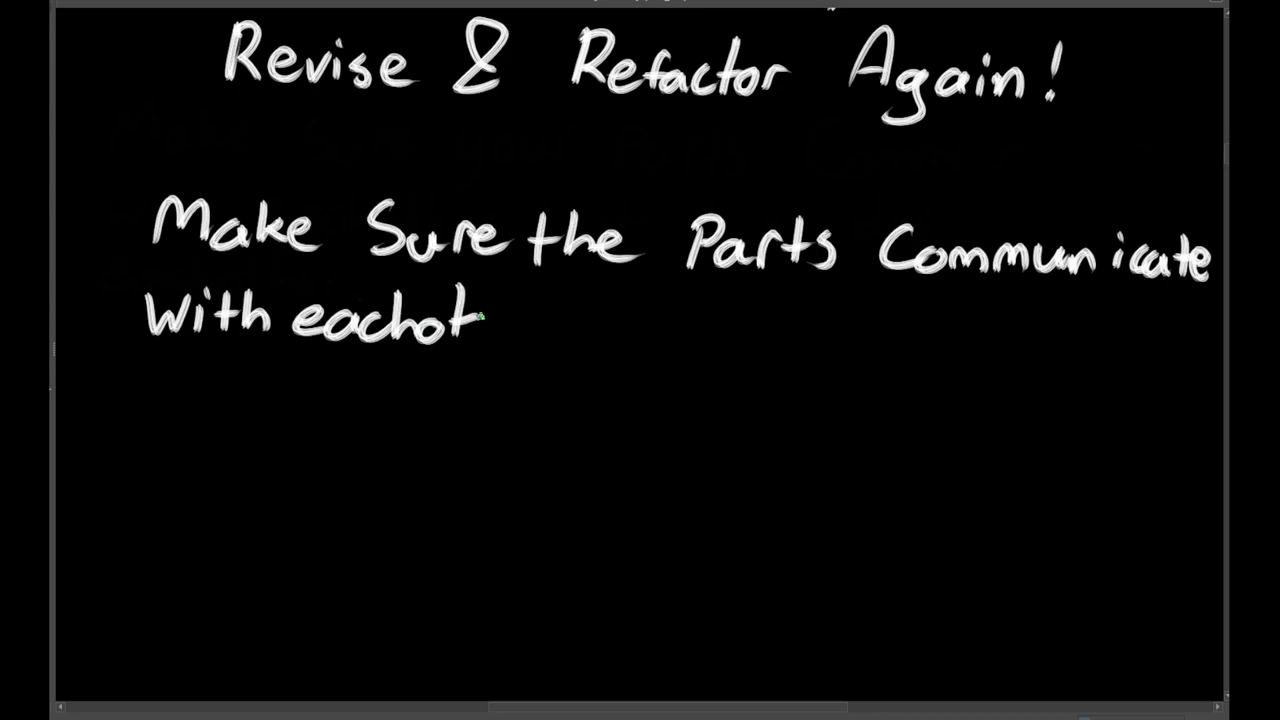 Revise & Refactor Again!
Make Sure the Parts Communicate
With eachot